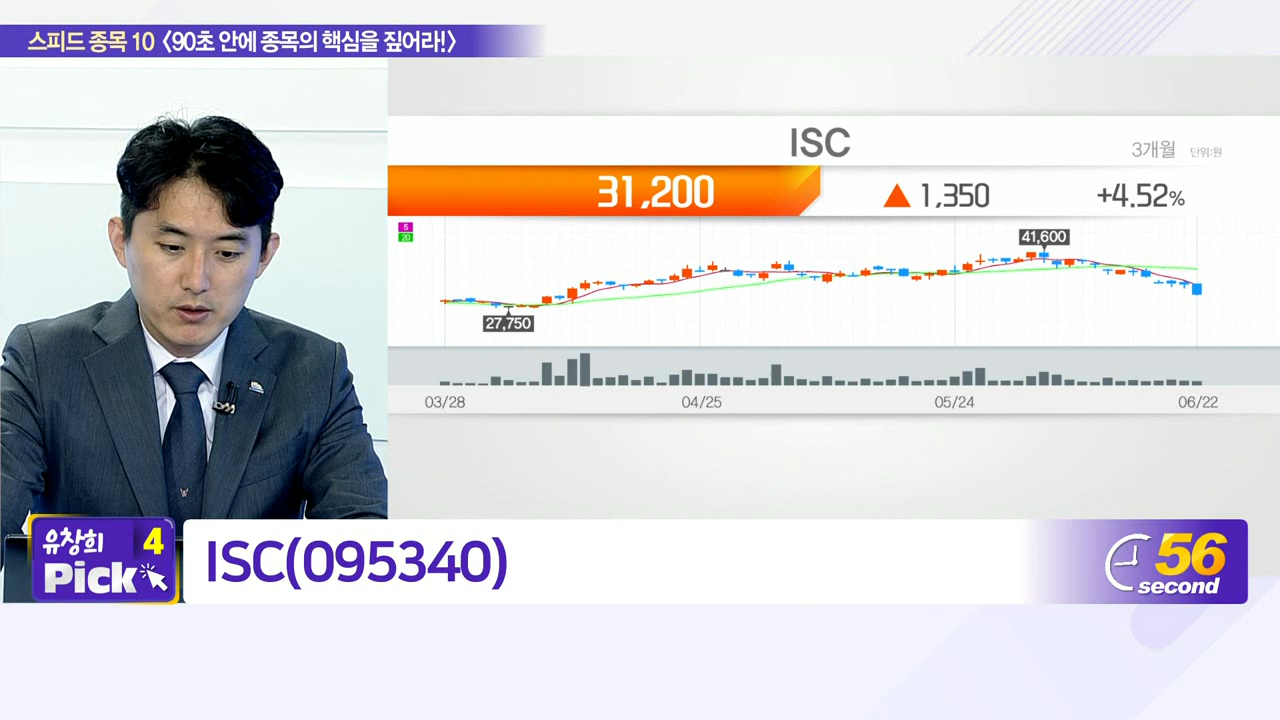 스피드 종목 10 〈90초 안에 종목의 핵심을 짚어라!〉
ISC
3개월 단위:원
31,200 ▲ 1,350 +4.52%
5
20
41,600
27,750
03/28 04/25 05/24 06/22
유창희 4
Pick
ISC(095340)
56
second